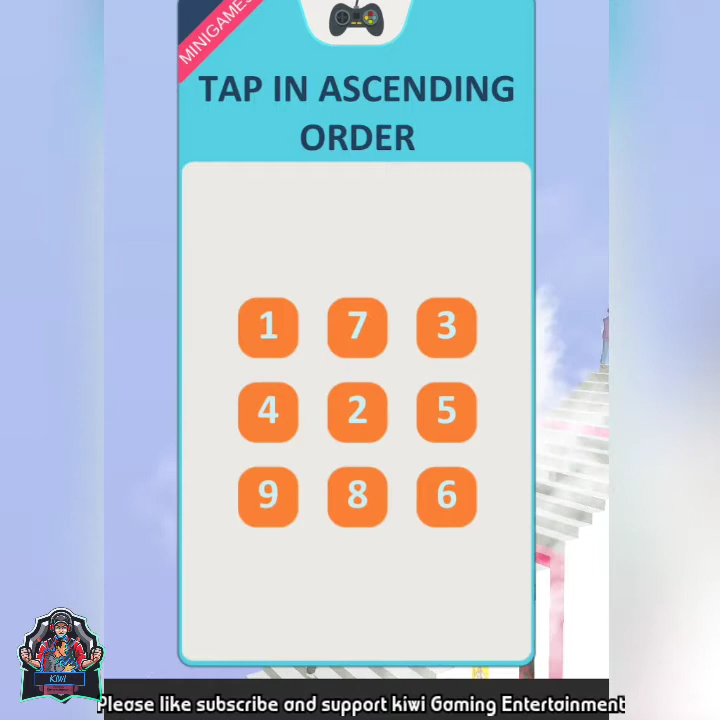 MINIGAMES
TAP IN ASCENDING
ORDER
1 7 3
4 2 5
9 8 6
KIWI
Please like subscribe and support kiwi Gaming Entertainment